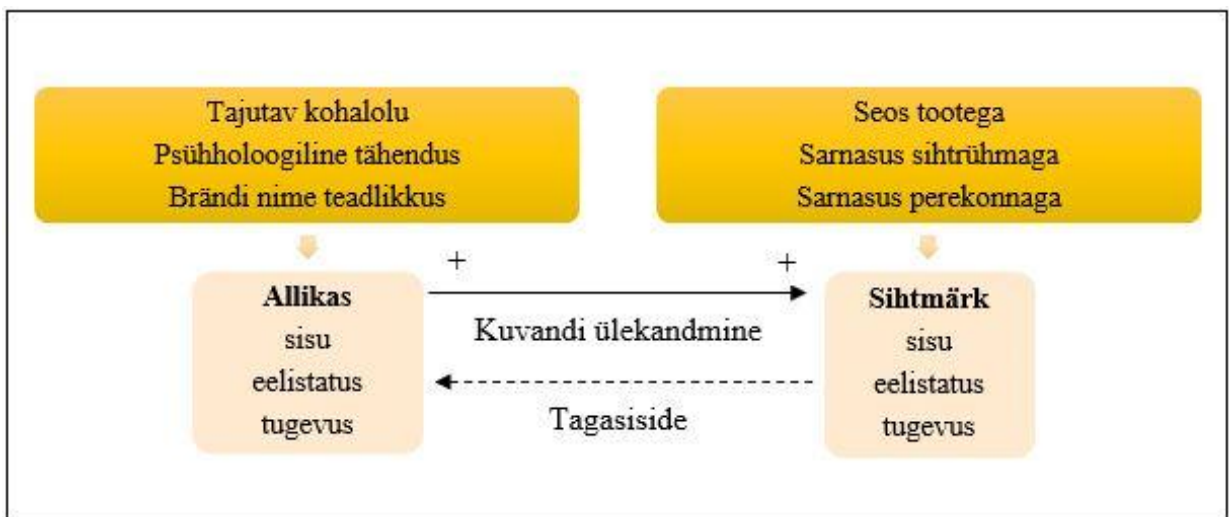 Tajutav kohalolu
Psühholoogiline tähendus
Brändi nime teadlikkus
Seos tootega
Sarnasus sihtrühmaga
Sarnasus perekonnaga
+
+
Allikas
sisu
eelistatus
tugevus
Kuvandi ülekandmine
Tagasiside
Sihtmärk
sisu
eelistatus
tugevus